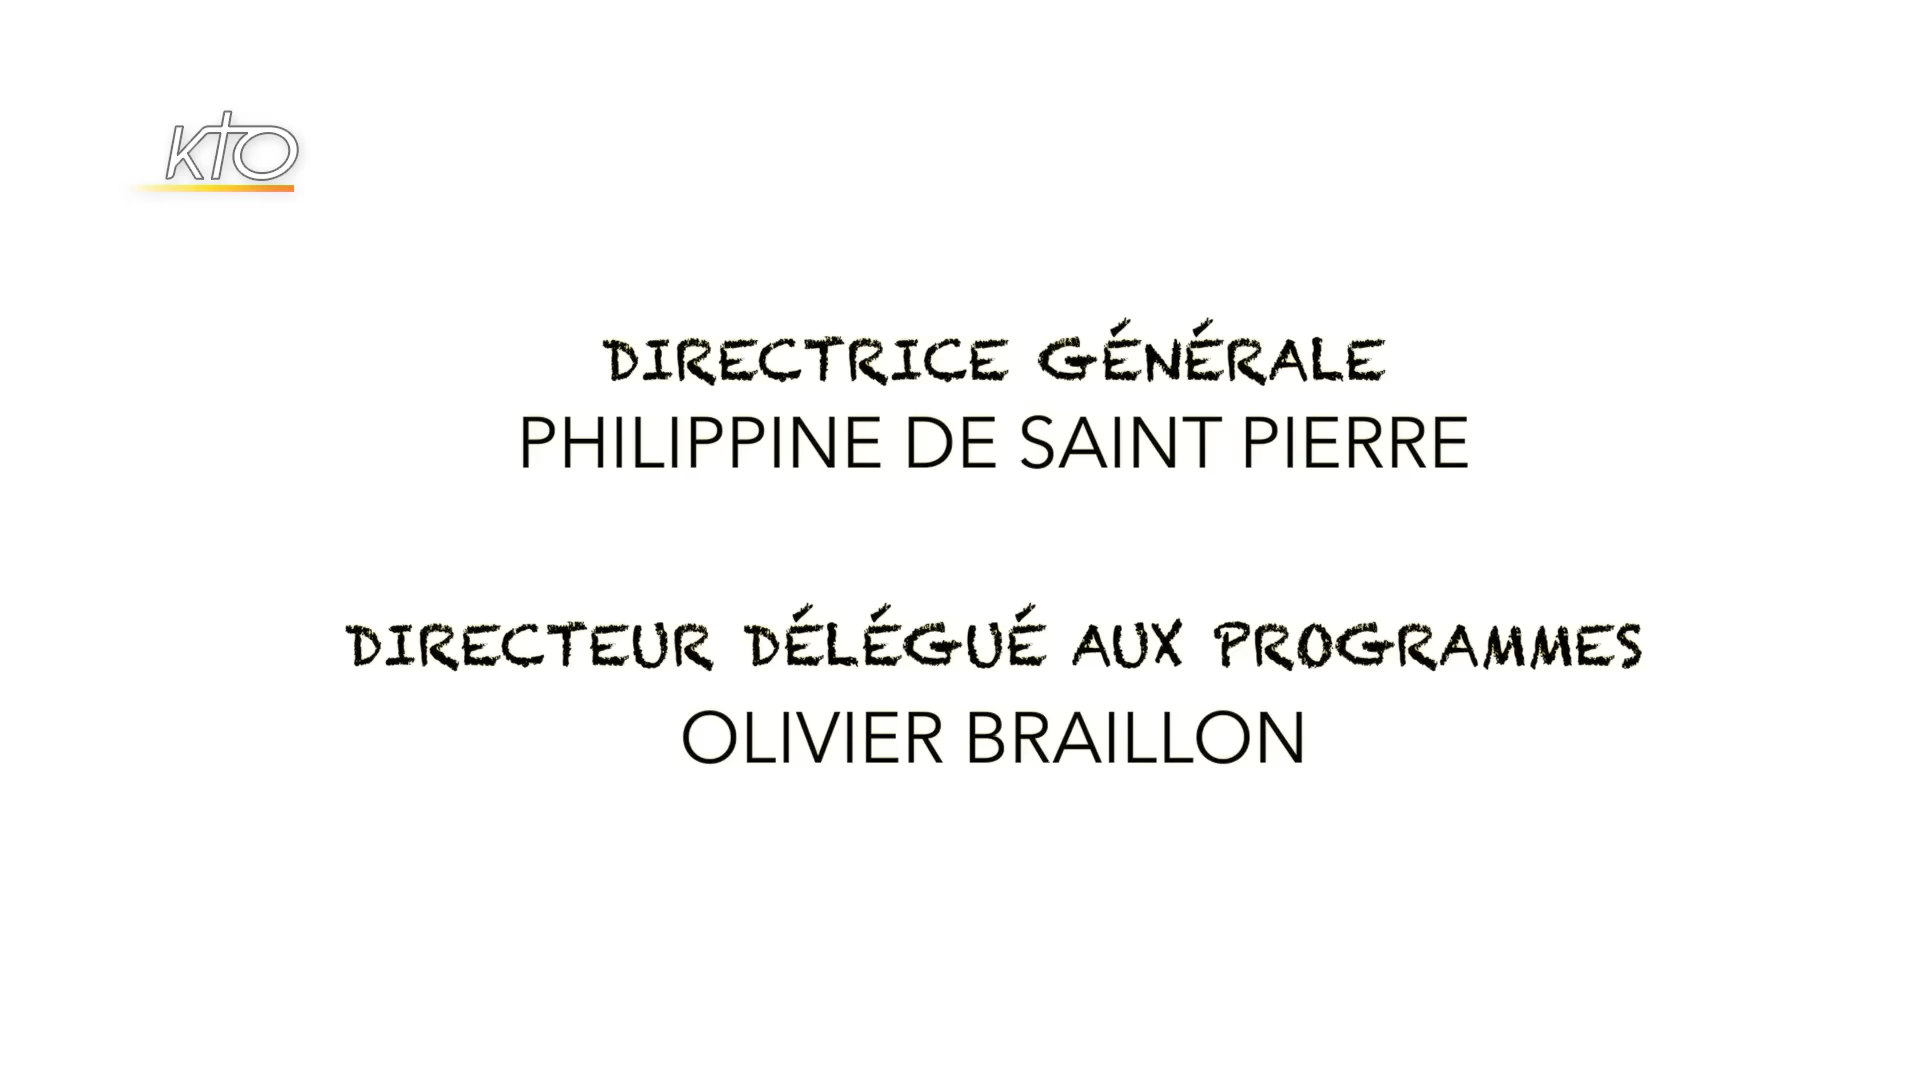 KTO
DIRECTRICE GÉNÉRALE
PHILIPPINE DE SAINT PIERRE
DIRECTEUR DÉLÉGUÉ AUX PROGRAMMES
OLIVIER BRAILLON